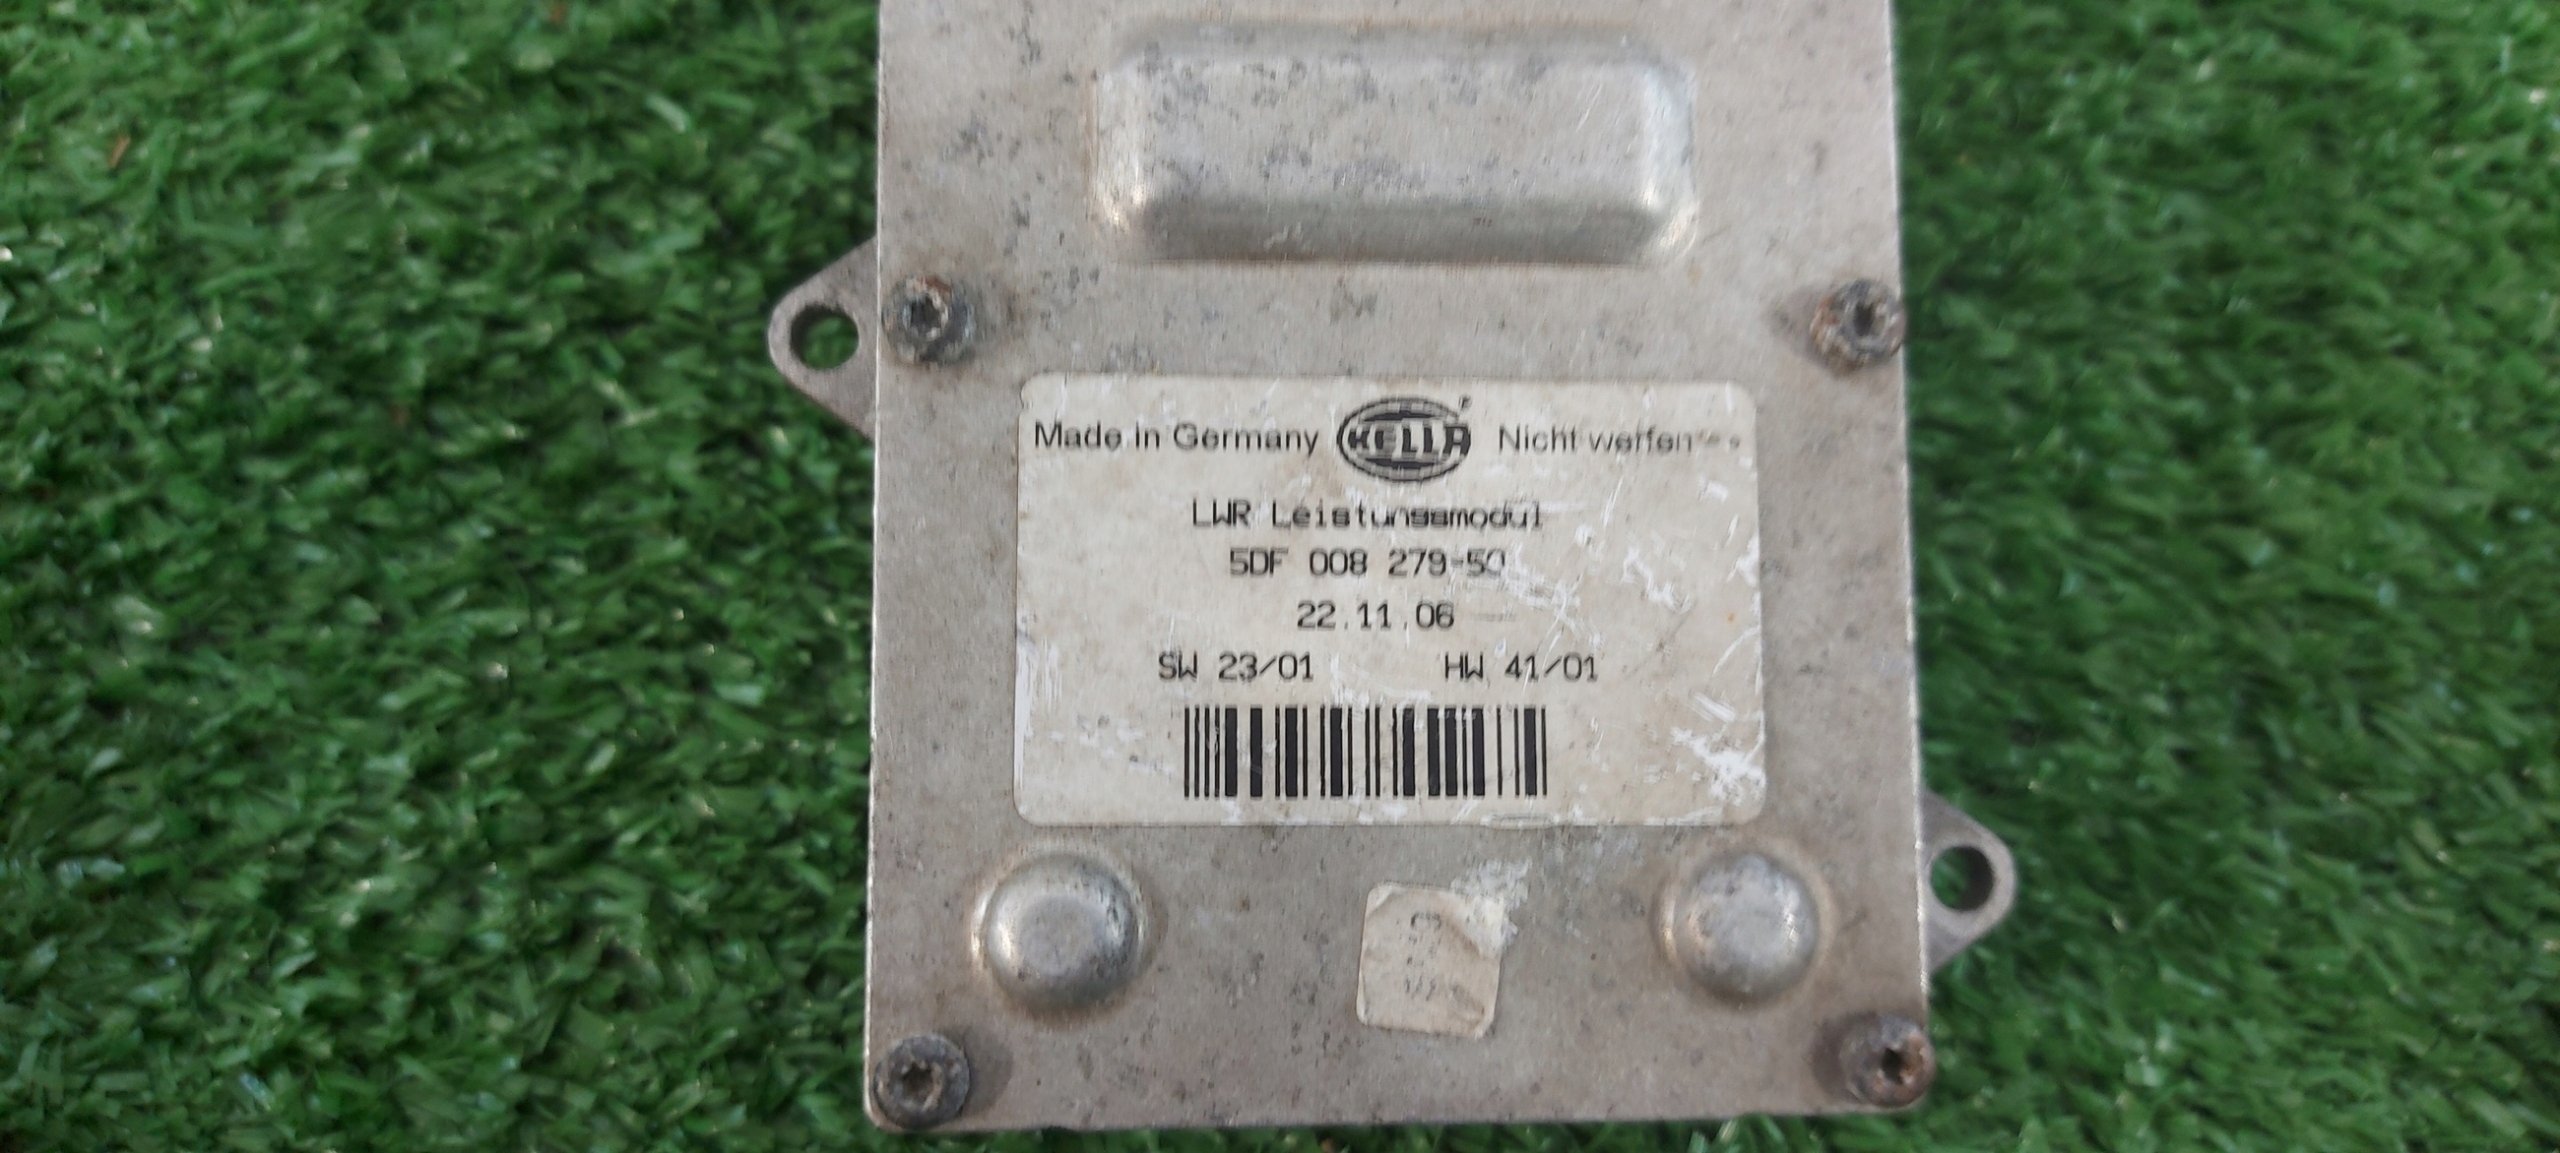 Made in Germany HELLA Nicht werfen
LWR Leistungsmodul
5DF 008 279-50
22.11.06
SW 23/01 HW 41/01